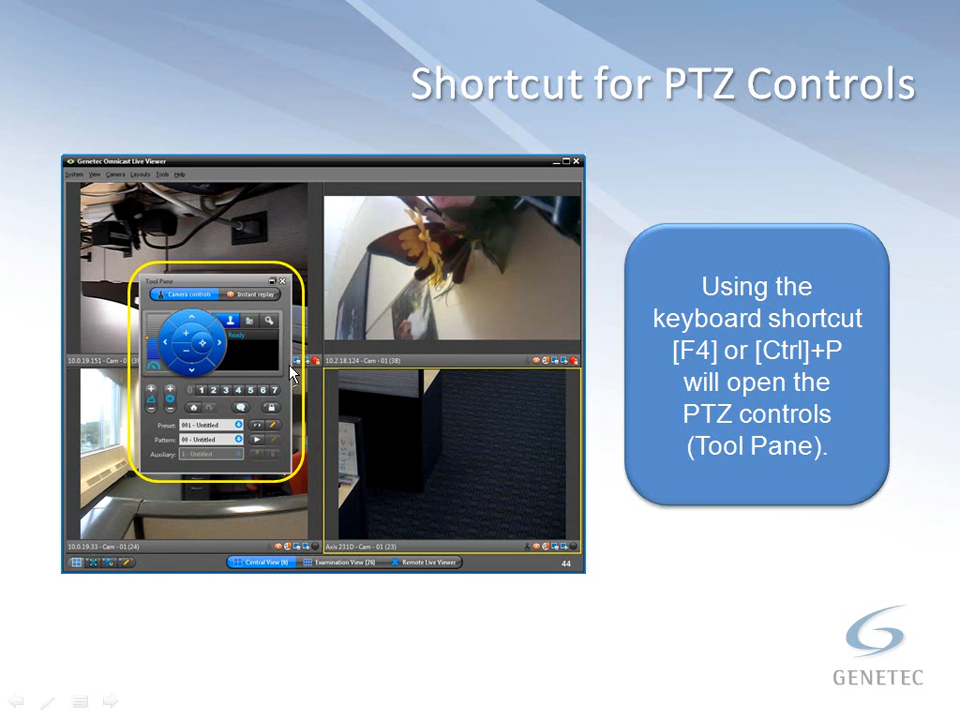 Shortcut for PTZ Controls
Genetec Omnicast Live Viewer
System View Camera Layouts Tools Help
Tool Pane
Camera controls Instant replay
Ready
10.0.19.151 - Cam - 01
10.2.18.124 - Cam - 01 (38)
0 1 2 3 4 5 6 7
Preset: 001 - Untitled
Pattern: 00 - Untitled
Auxiliary: 1 - Untitled
10.0.19.33 - Cam - 01 (24)
Axis 231D - Cam - 01 (23)
Central View (6) Examination View (26) Remote Live Viewer
44
Using the
keyboard shortcut
[F4] or [Ctrl]+P
will open the
PTZ controls
(Tool Pane).
GENETEC